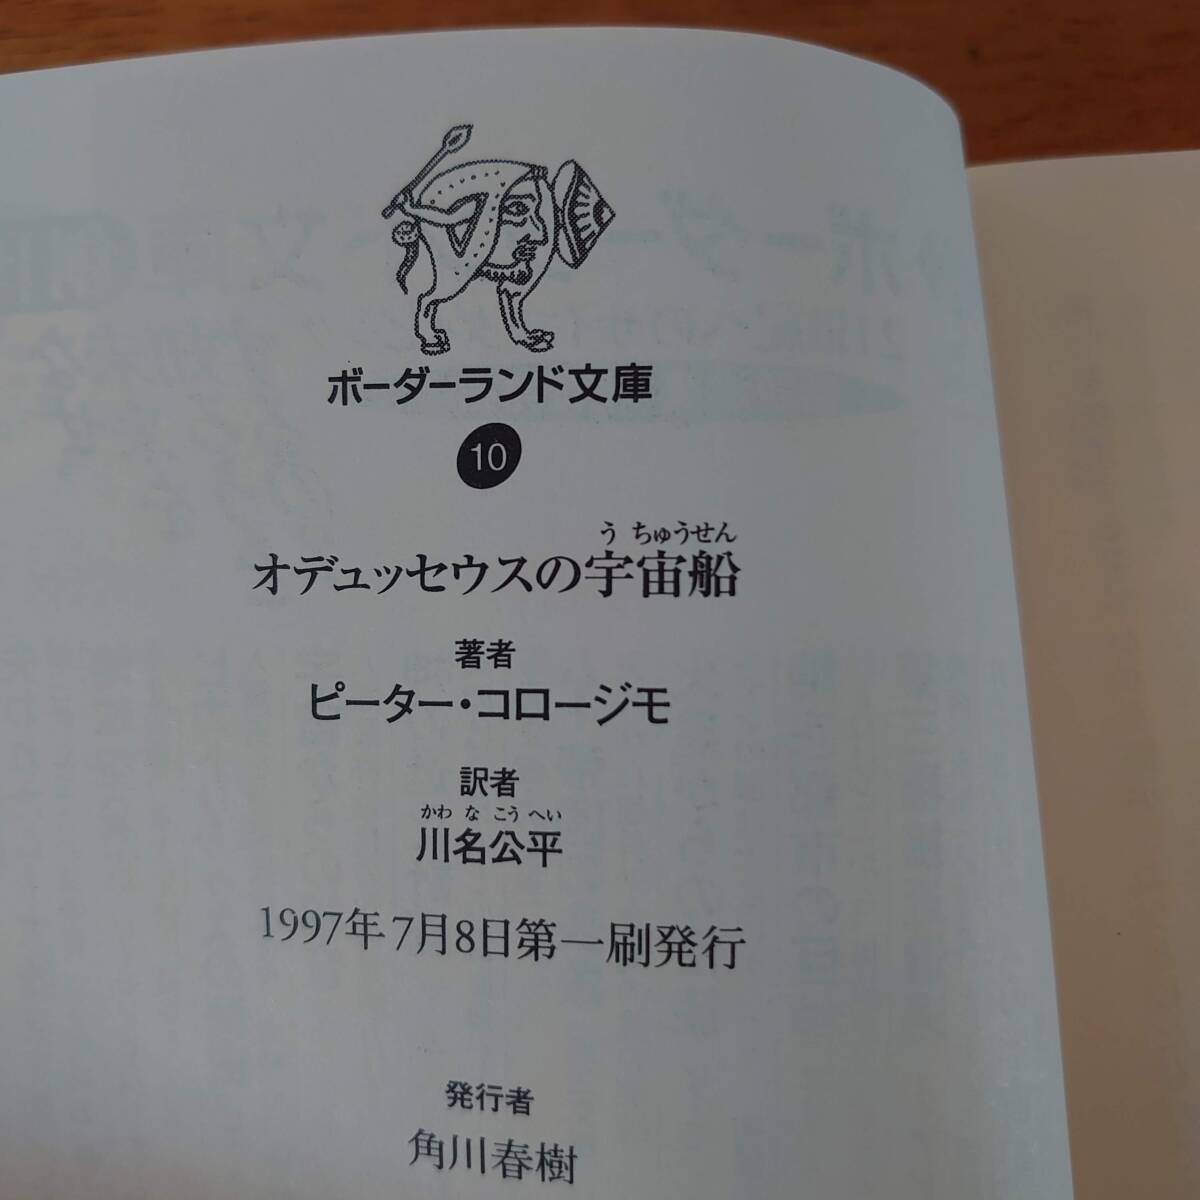 ボーダーランド文庫
10
う ちゅうせん
オデュッセウスの宇宙船
著者
ピーター・コロージモ
訳者
かわ な こう へい
川名公平
1997年7月8日第一刷発行
発行者
角川春樹